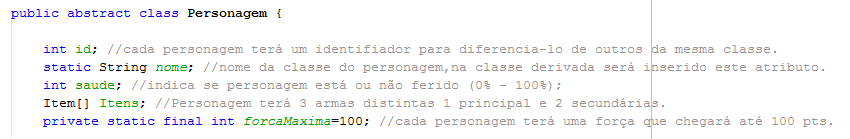 public abstract class Personagem {
int id; //cada personagem terá um identifiador para diferencia-lo de outros da mesma classe.
static String nome; //nome da classe do personagem,na classe derivada será inserido este atributo.
int saude; //indica se personagem está ou não ferido (0% - 100%);
Item[] Itens; //Personagem terá 3 armas distintas 1 principal e 2 secundárias.
private static final int forcaMaxima=100; //cada personagem terá uma força que chegará até 100 pts.